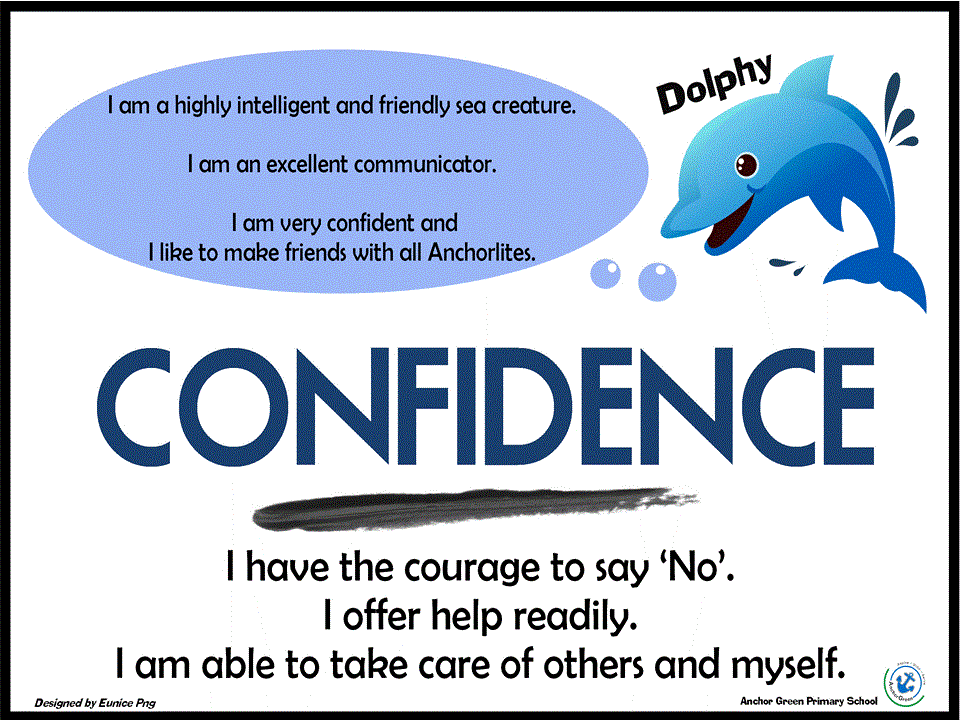 Dolphy
I am a highly intelligent and friendly sea creature.
I am an excellent communicator.
I am very confident and
I like to make friends with all Anchorlites.
CONFIDENCE
I have the courage to say ‘No’.
I offer help readily.
I am able to take care of others and myself.
Designed by Eunice Png
Anchor Green Primary School